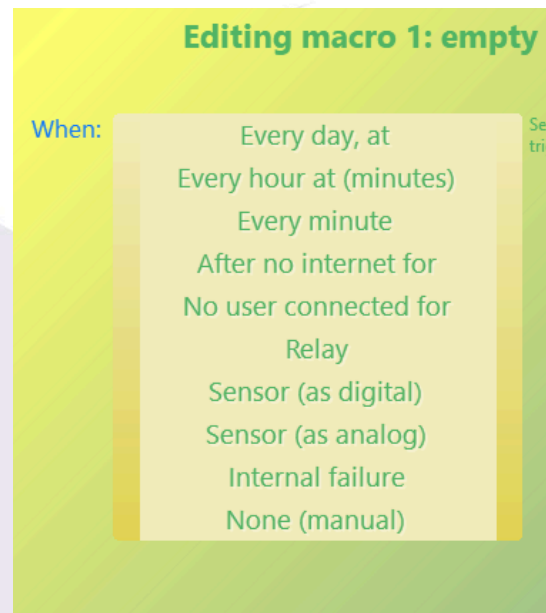 Editing macro 1: empty
When:
Every day, at
Every hour at (minutes)
Every minute
After no internet for
No user connected for
Relay
Sensor (as digital)
Sensor (as analog)
Internal failure
None (manual)